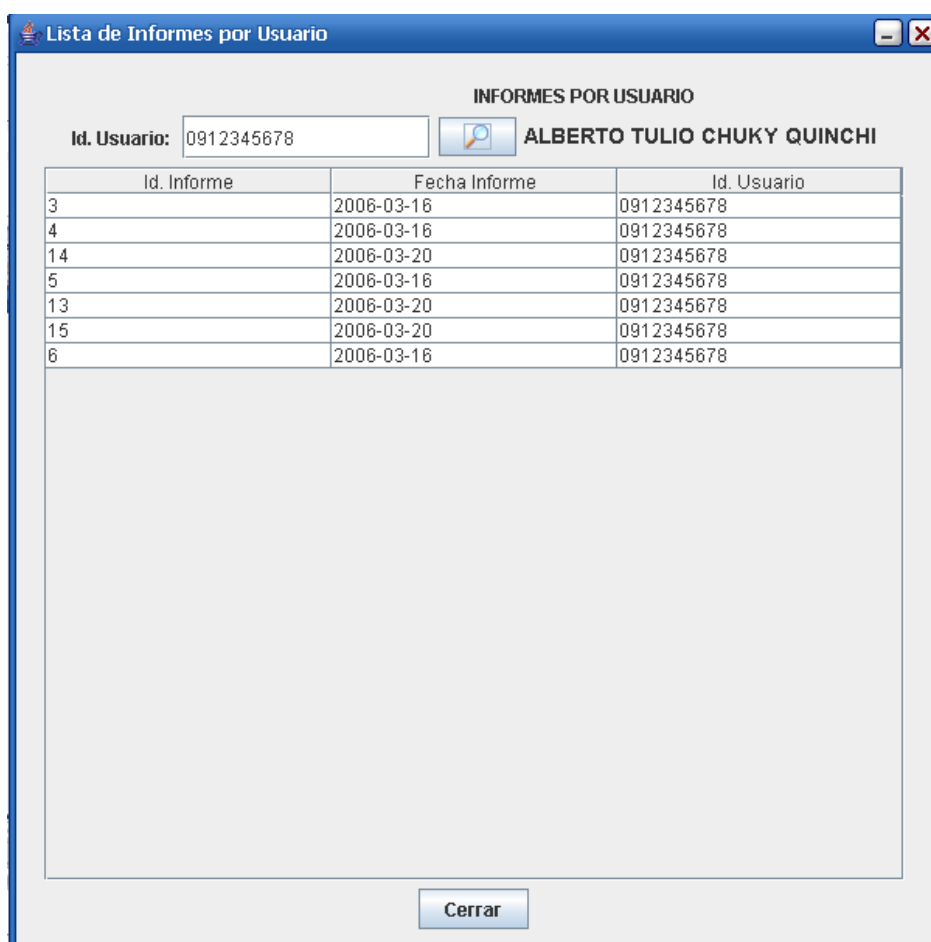 Lista de Informes por Usuario
INFORMES POR USUARIO
Id. Usuario: 0912345678 ALBERTO TULIO CHUKY QUINCHI
Id. Informe Fecha Informe Id. Usuario
3 2006-03-16 0912345678
4 2006-03-16 0912345678
14 2006-03-20 0912345678
5 2006-03-16 0912345678
13 2006-03-20 0912345678
15 2006-03-20 0912345678
6 2006-03-16 0912345678
Cerrar